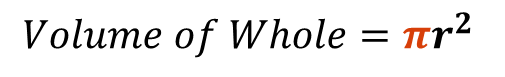 Volume of Whole = πr²